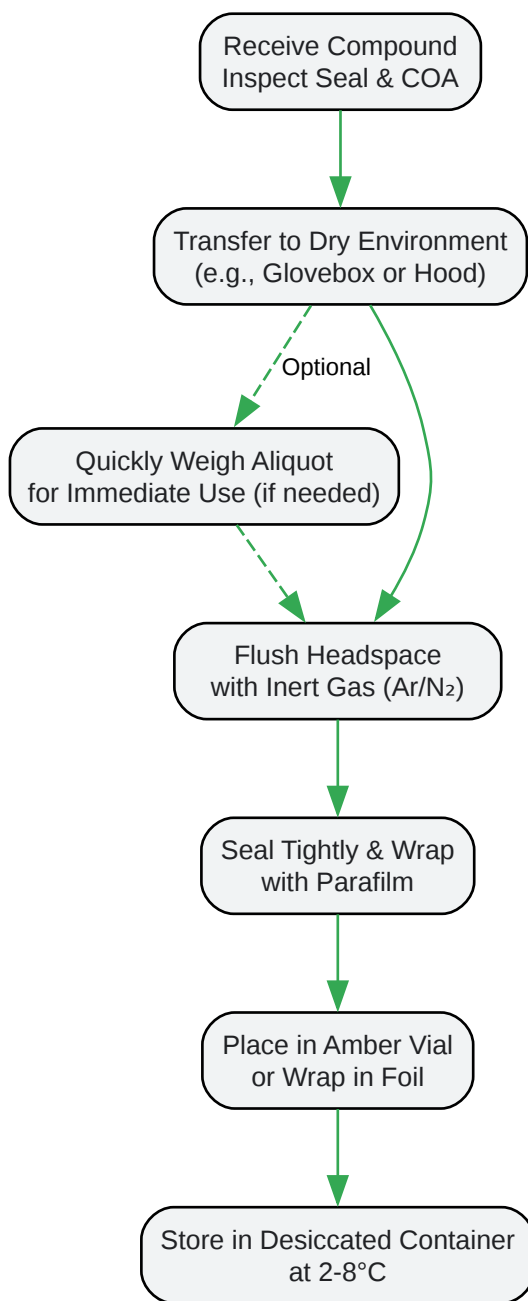 Receive Compound
Inspect Seal & COA
Transfer to Dry Environment
(e.g., Glovebox or Hood)
Optional
Quickly Weigh Aliquot
for Immediate Use (if needed)
Flush Headspace
with Inert Gas (Ar/N₂)
Seal Tightly & Wrap
with Parafilm
Place in Amber Vial
or Wrap in Foil
Store in Desiccated Container
at 2-8°C